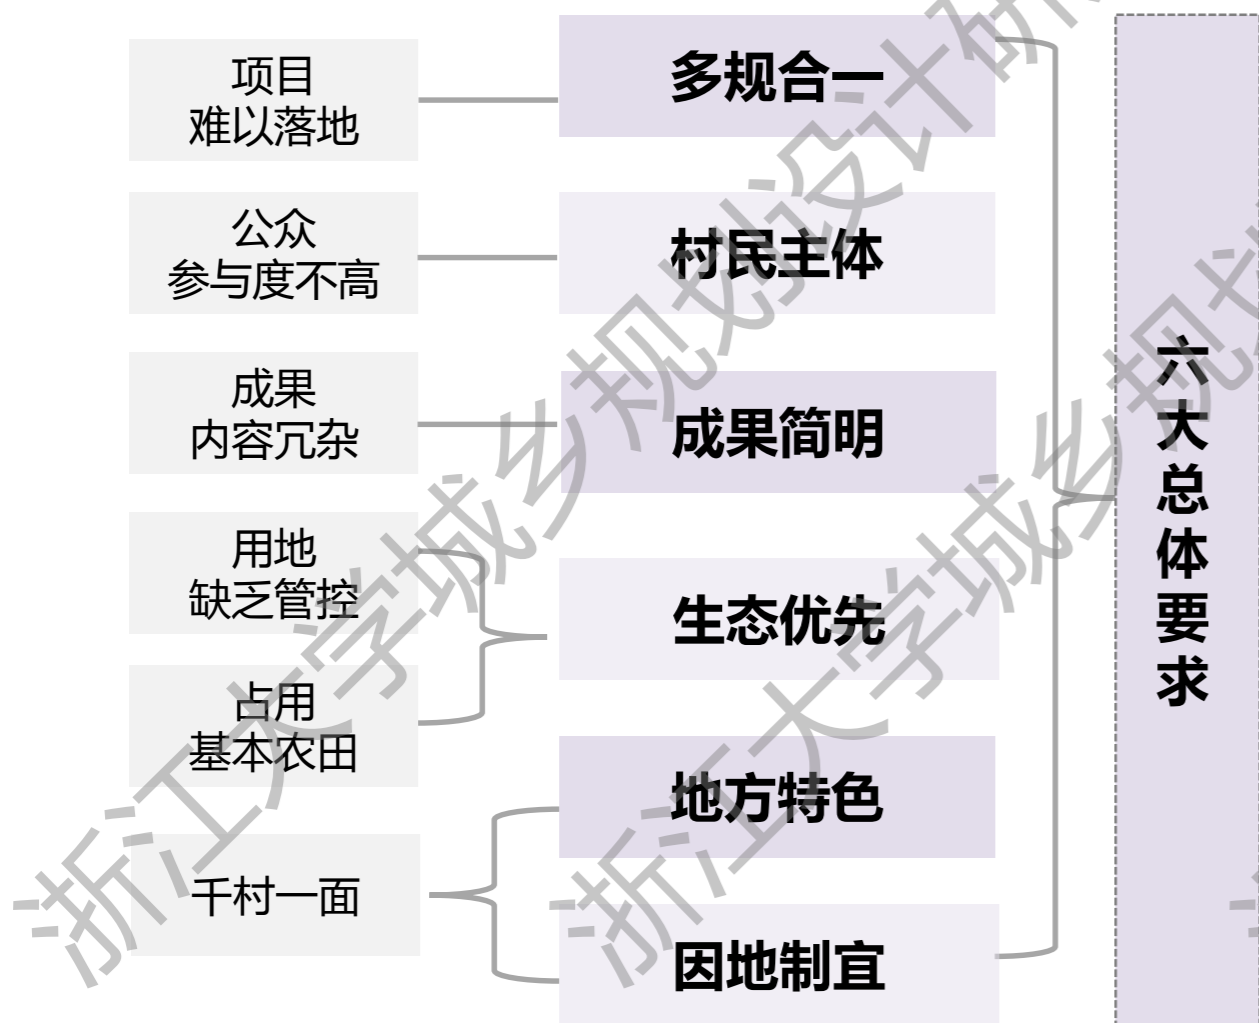 项目
难以落地
多规合一
公众
参与度不高
村民主体
成果
内容冗杂
成果简明
用地
缺乏管控
生态优先
占用
基本农田
地方特色
千村一面
因地制宜
六大总体要求
浙江大学城乡规划设计研
浙江大学城乡规划